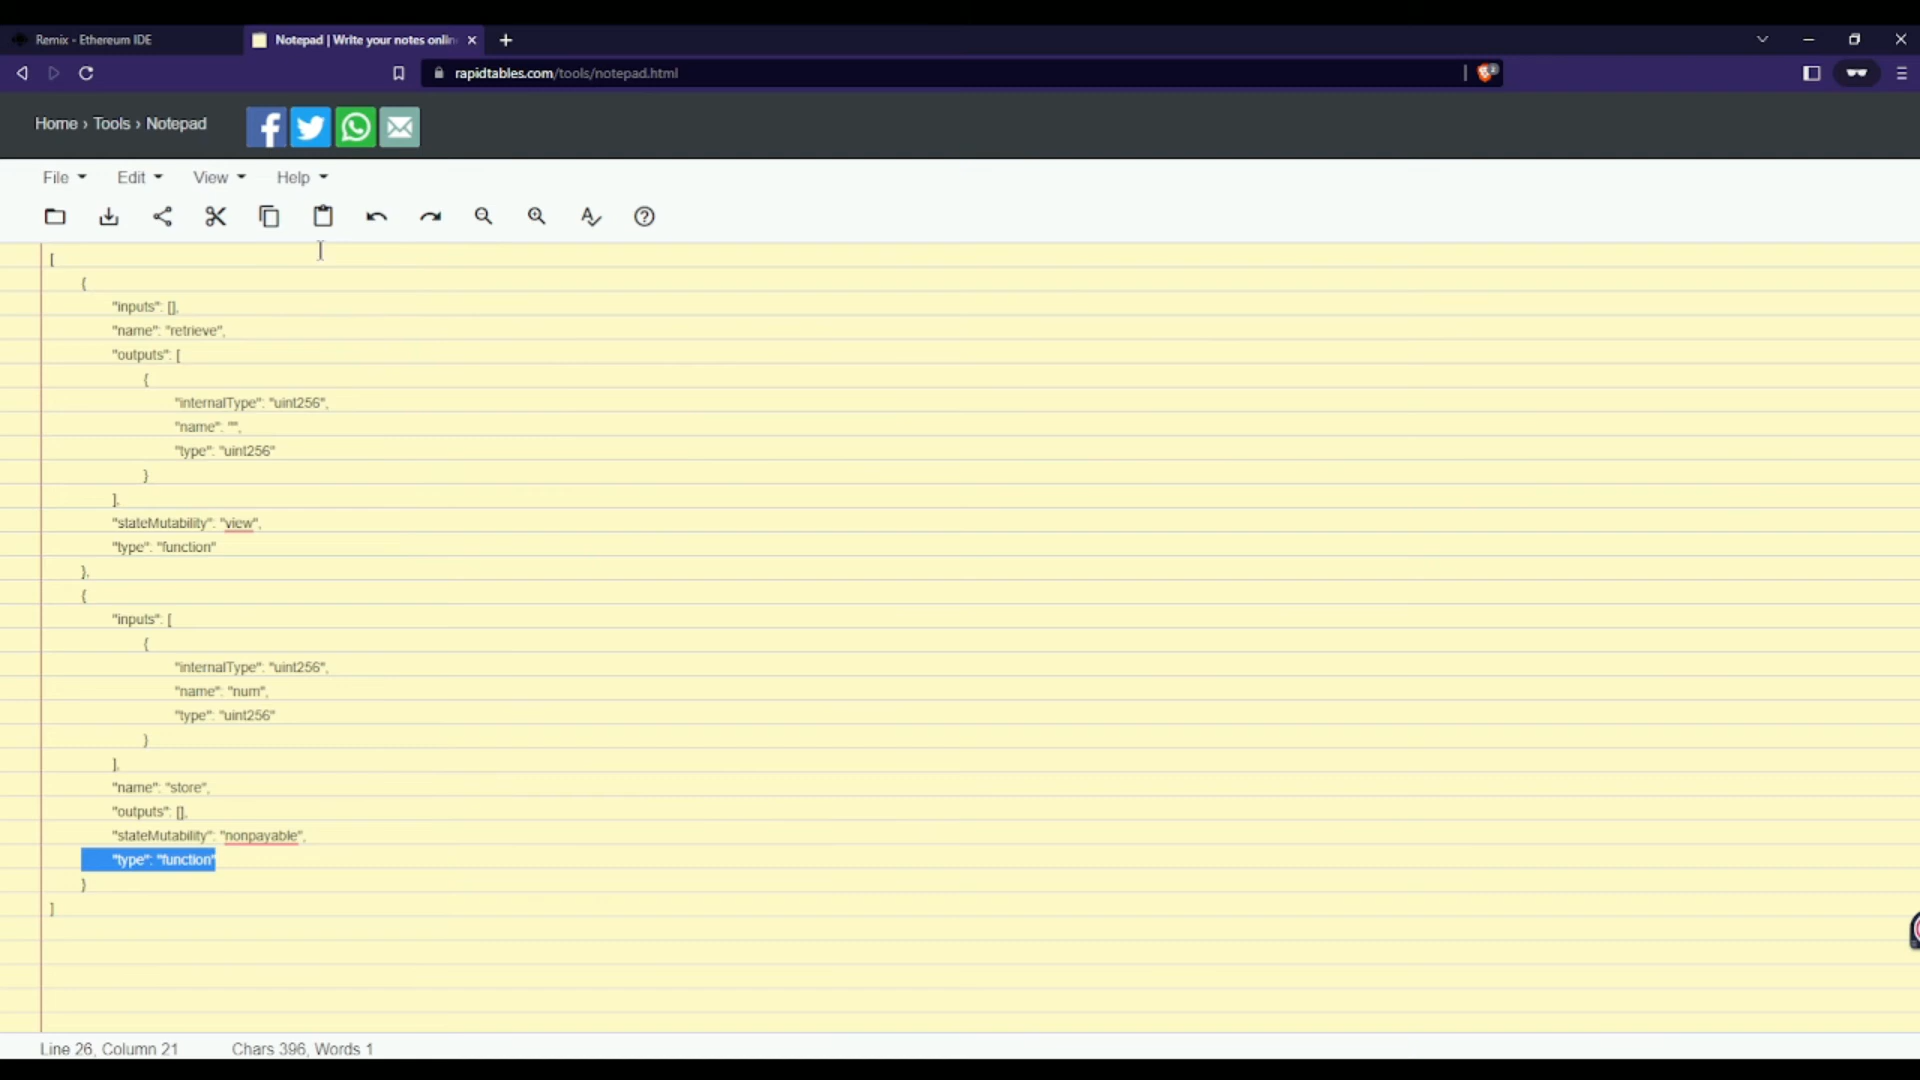 Remix - Ethereum IDE
Notepad | Write your notes onlin
rapidtables.com/tools/notepad.html
Home › Tools › Notepad
File
Edit
View
Help
[
{
"inputs": [],
"name": "retrieve",
"outputs": [
{
"internalType": "uint256",
"name": "",
"type": "uint256"
}
],
"stateMutability": "view",
"type": "function"
},
{
"inputs": [
{
"internalType": "uint256",
"name": "num",
"type": "uint256"
}
],
"name": "store",
"outputs": [],
"stateMutability": "nonpayable",
"type": "function"
}
]
Line 26, Column 21
Chars 396, Words 1